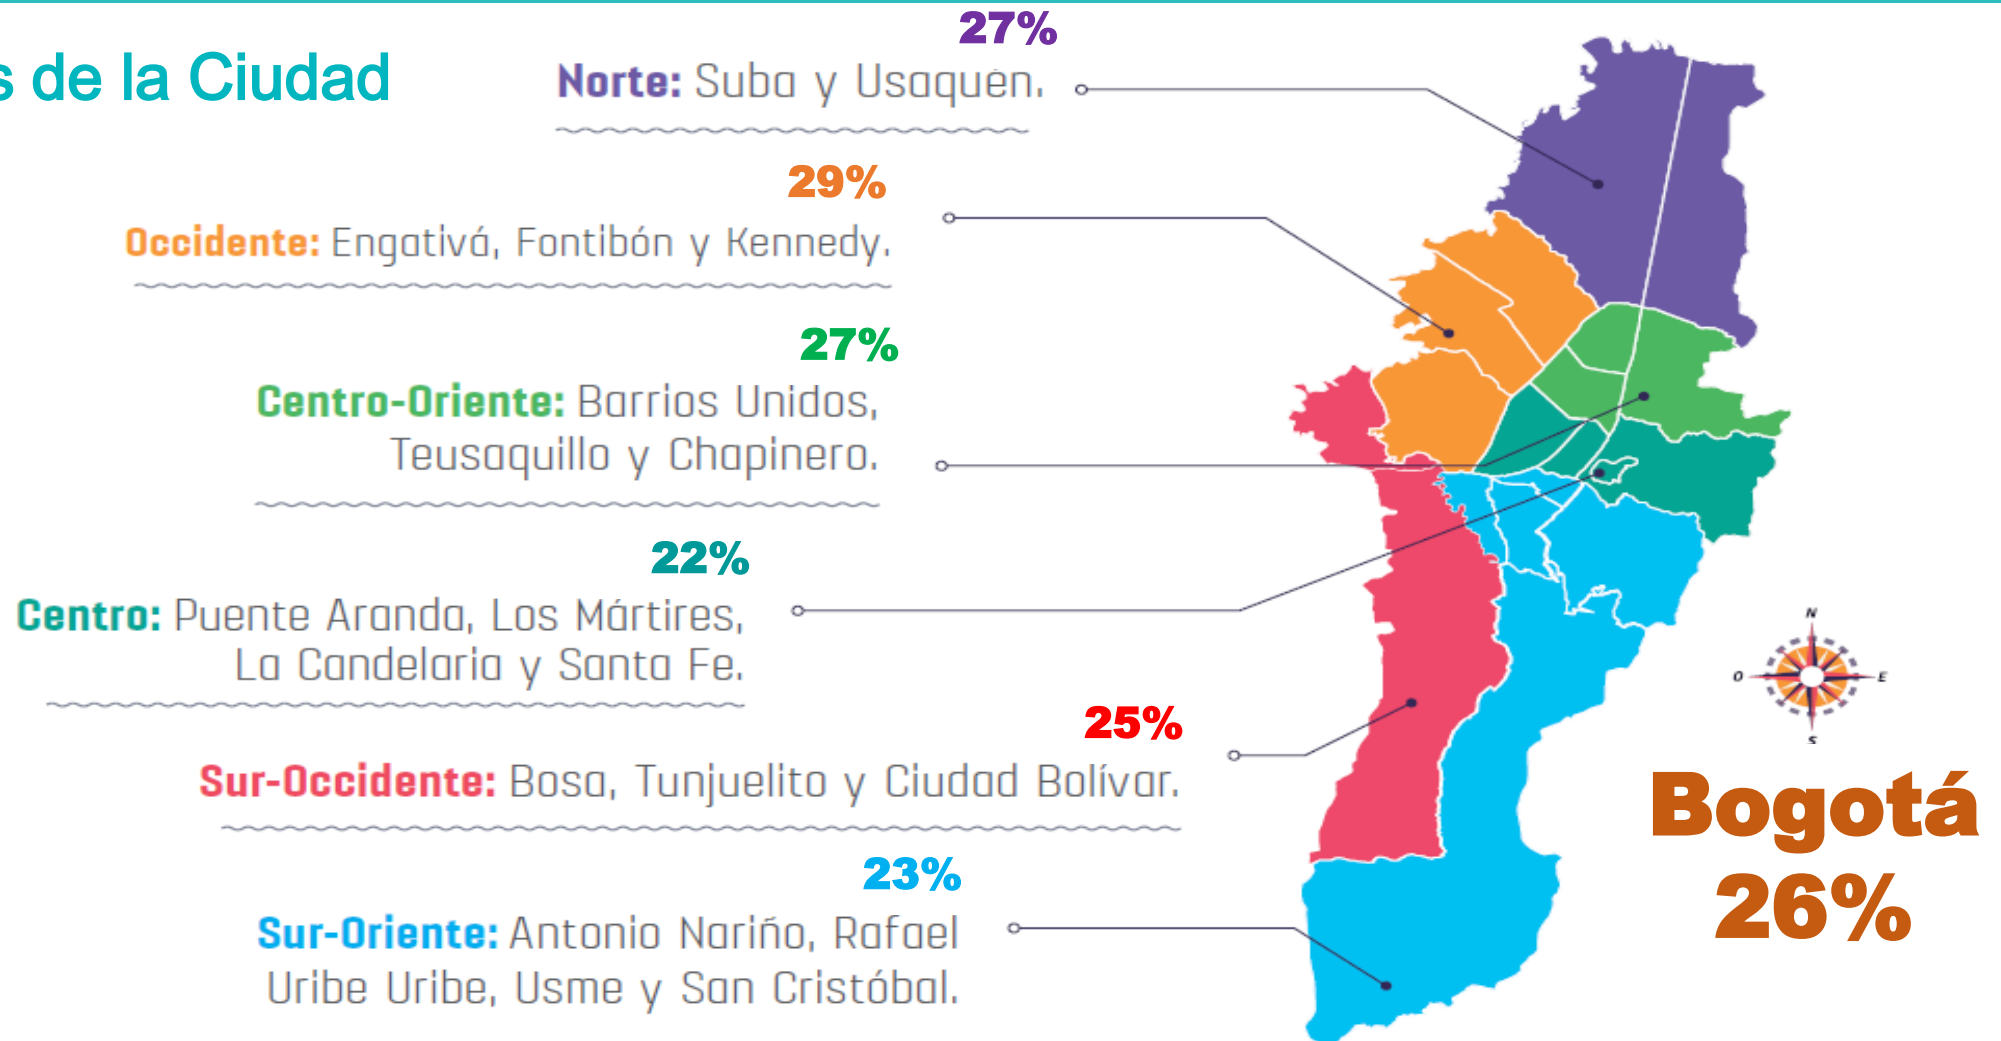 s de la Ciudad
27%
Norte: Suba y Usaquén.
29%
Occidente: Engativá, Fontibón y Kennedy.
27%
Centro-Oriente: Barrios Unidos,
Teusaquillo y Chapinero.
22%
Centro: Puente Aranda, Los Mártires,
La Candelaria y Santa Fe.
25%
Sur-Occidente: Bosa, Tunjuelito y Ciudad Bolívar.
23%
Sur-Oriente: Antonio Nariño, Rafael
Uribe Uribe, Usme y San Cristóbal.
N
O E
S
Bogotá
26%